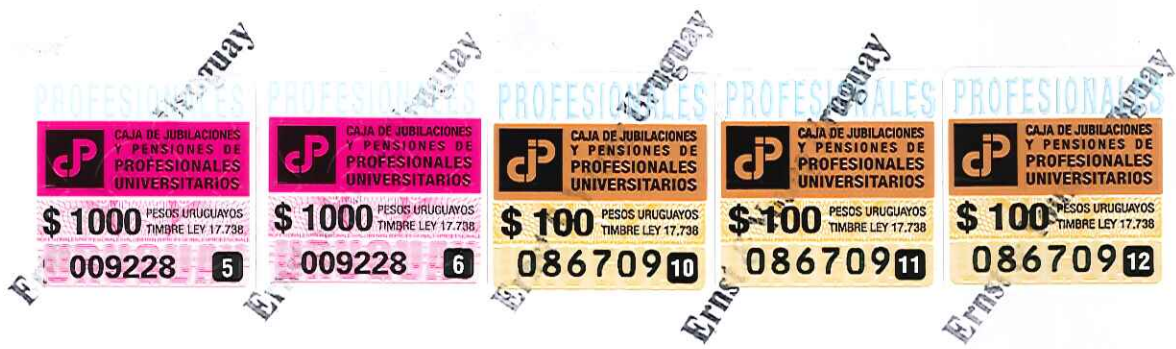 PROFESIONALES
CAJA DE JUBILACIONES
Y PENSIONES DE
PROFESIONALES
UNIVERSITARIOS
$ 1000 PESOS URUGUAYOS
TIMBRE LEY 17.738
009228 5
PROFESIONALES
CAJA DE JUBILACIONES
Y PENSIONES DE
PROFESIONALES
UNIVERSITARIOS
$ 1000 PESOS URUGUAYOS
TIMBRE LEY 17.738
009228 6
PROFESIONALES
CAJA DE JUBILACIONES
Y PENSIONES DE
PROFESIONALES
UNIVERSITARIOS
$ 100 PESOS URUGUAYOS
TIMBRE LEY 17.738
086709 10
Uruguay
PROFESIONALES
CAJA DE JUBILACIONES
Y PENSIONES DE
PROFESIONALES
UNIVERSITARIOS
$ 100 PESOS URUGUAYOS
TIMBRE LEY 17.738
086709 11
PROFESIONALES
CAJA DE JUBILACIONES
Y PENSIONES DE
PROFESIONALES
UNIVERSITARIOS
$ 100 PESOS URUGUAYOS
TIMBRE LEY 17.738
086709 12